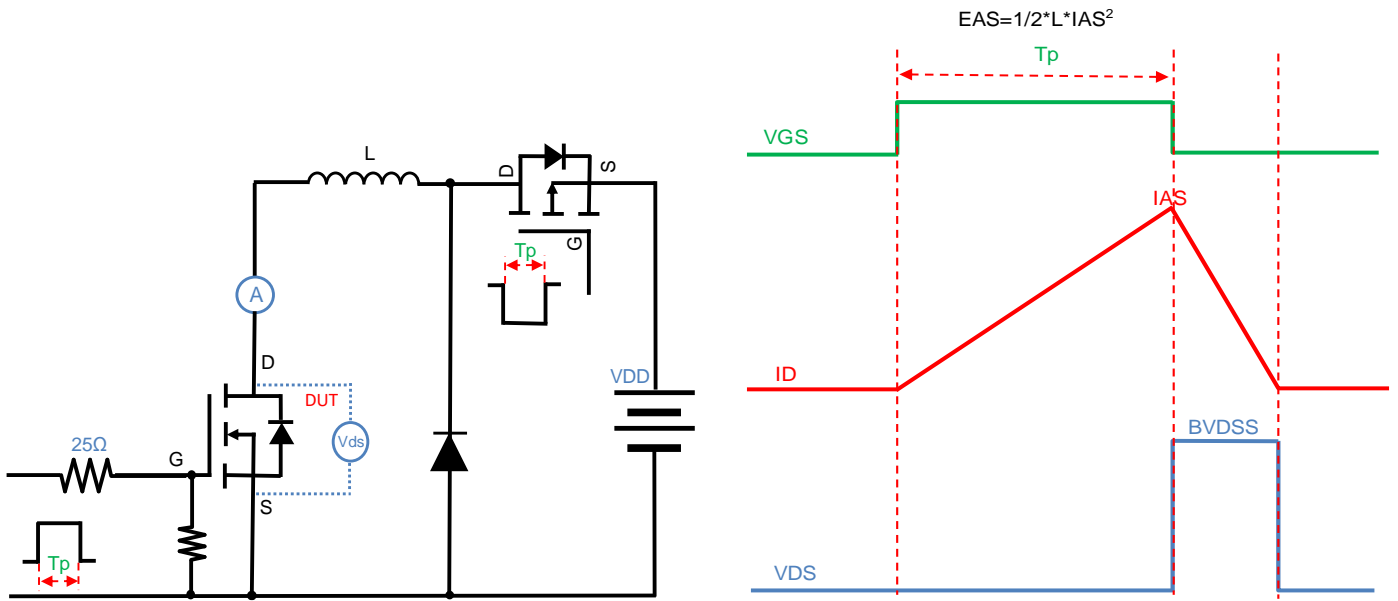 EAS=1/2*L*IAS²
Tp
VGS
L
D
S
G
Tp
IAS
A
D
VDD
DUT
ID
Vds
25Ω
G
BVDSS
S
Tp
VDS